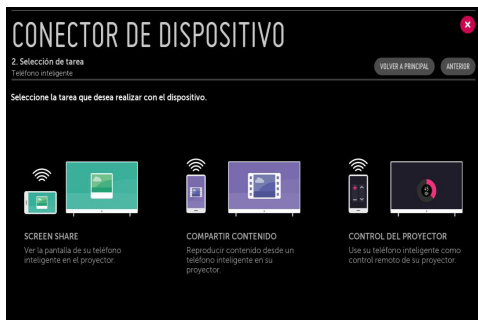 CONECTOR DE DISPOSITIVO
2. Selección de tarea
Teléfono inteligente
VOLVER A PRINCIPAL
ANTERIOR
Seleccione la tarea que desea realizar con el dispositivo.
SCREEN SHARE
Ver la pantalla de su teléfono
inteligente en el proyector.
COMPARTIR CONTENIDO
Reproducir contenido desde un
teléfono inteligente en su
proyector.
CONTROL DEL PROYECTOR
Use su teléfono inteligente como
control remoto de su proyector.